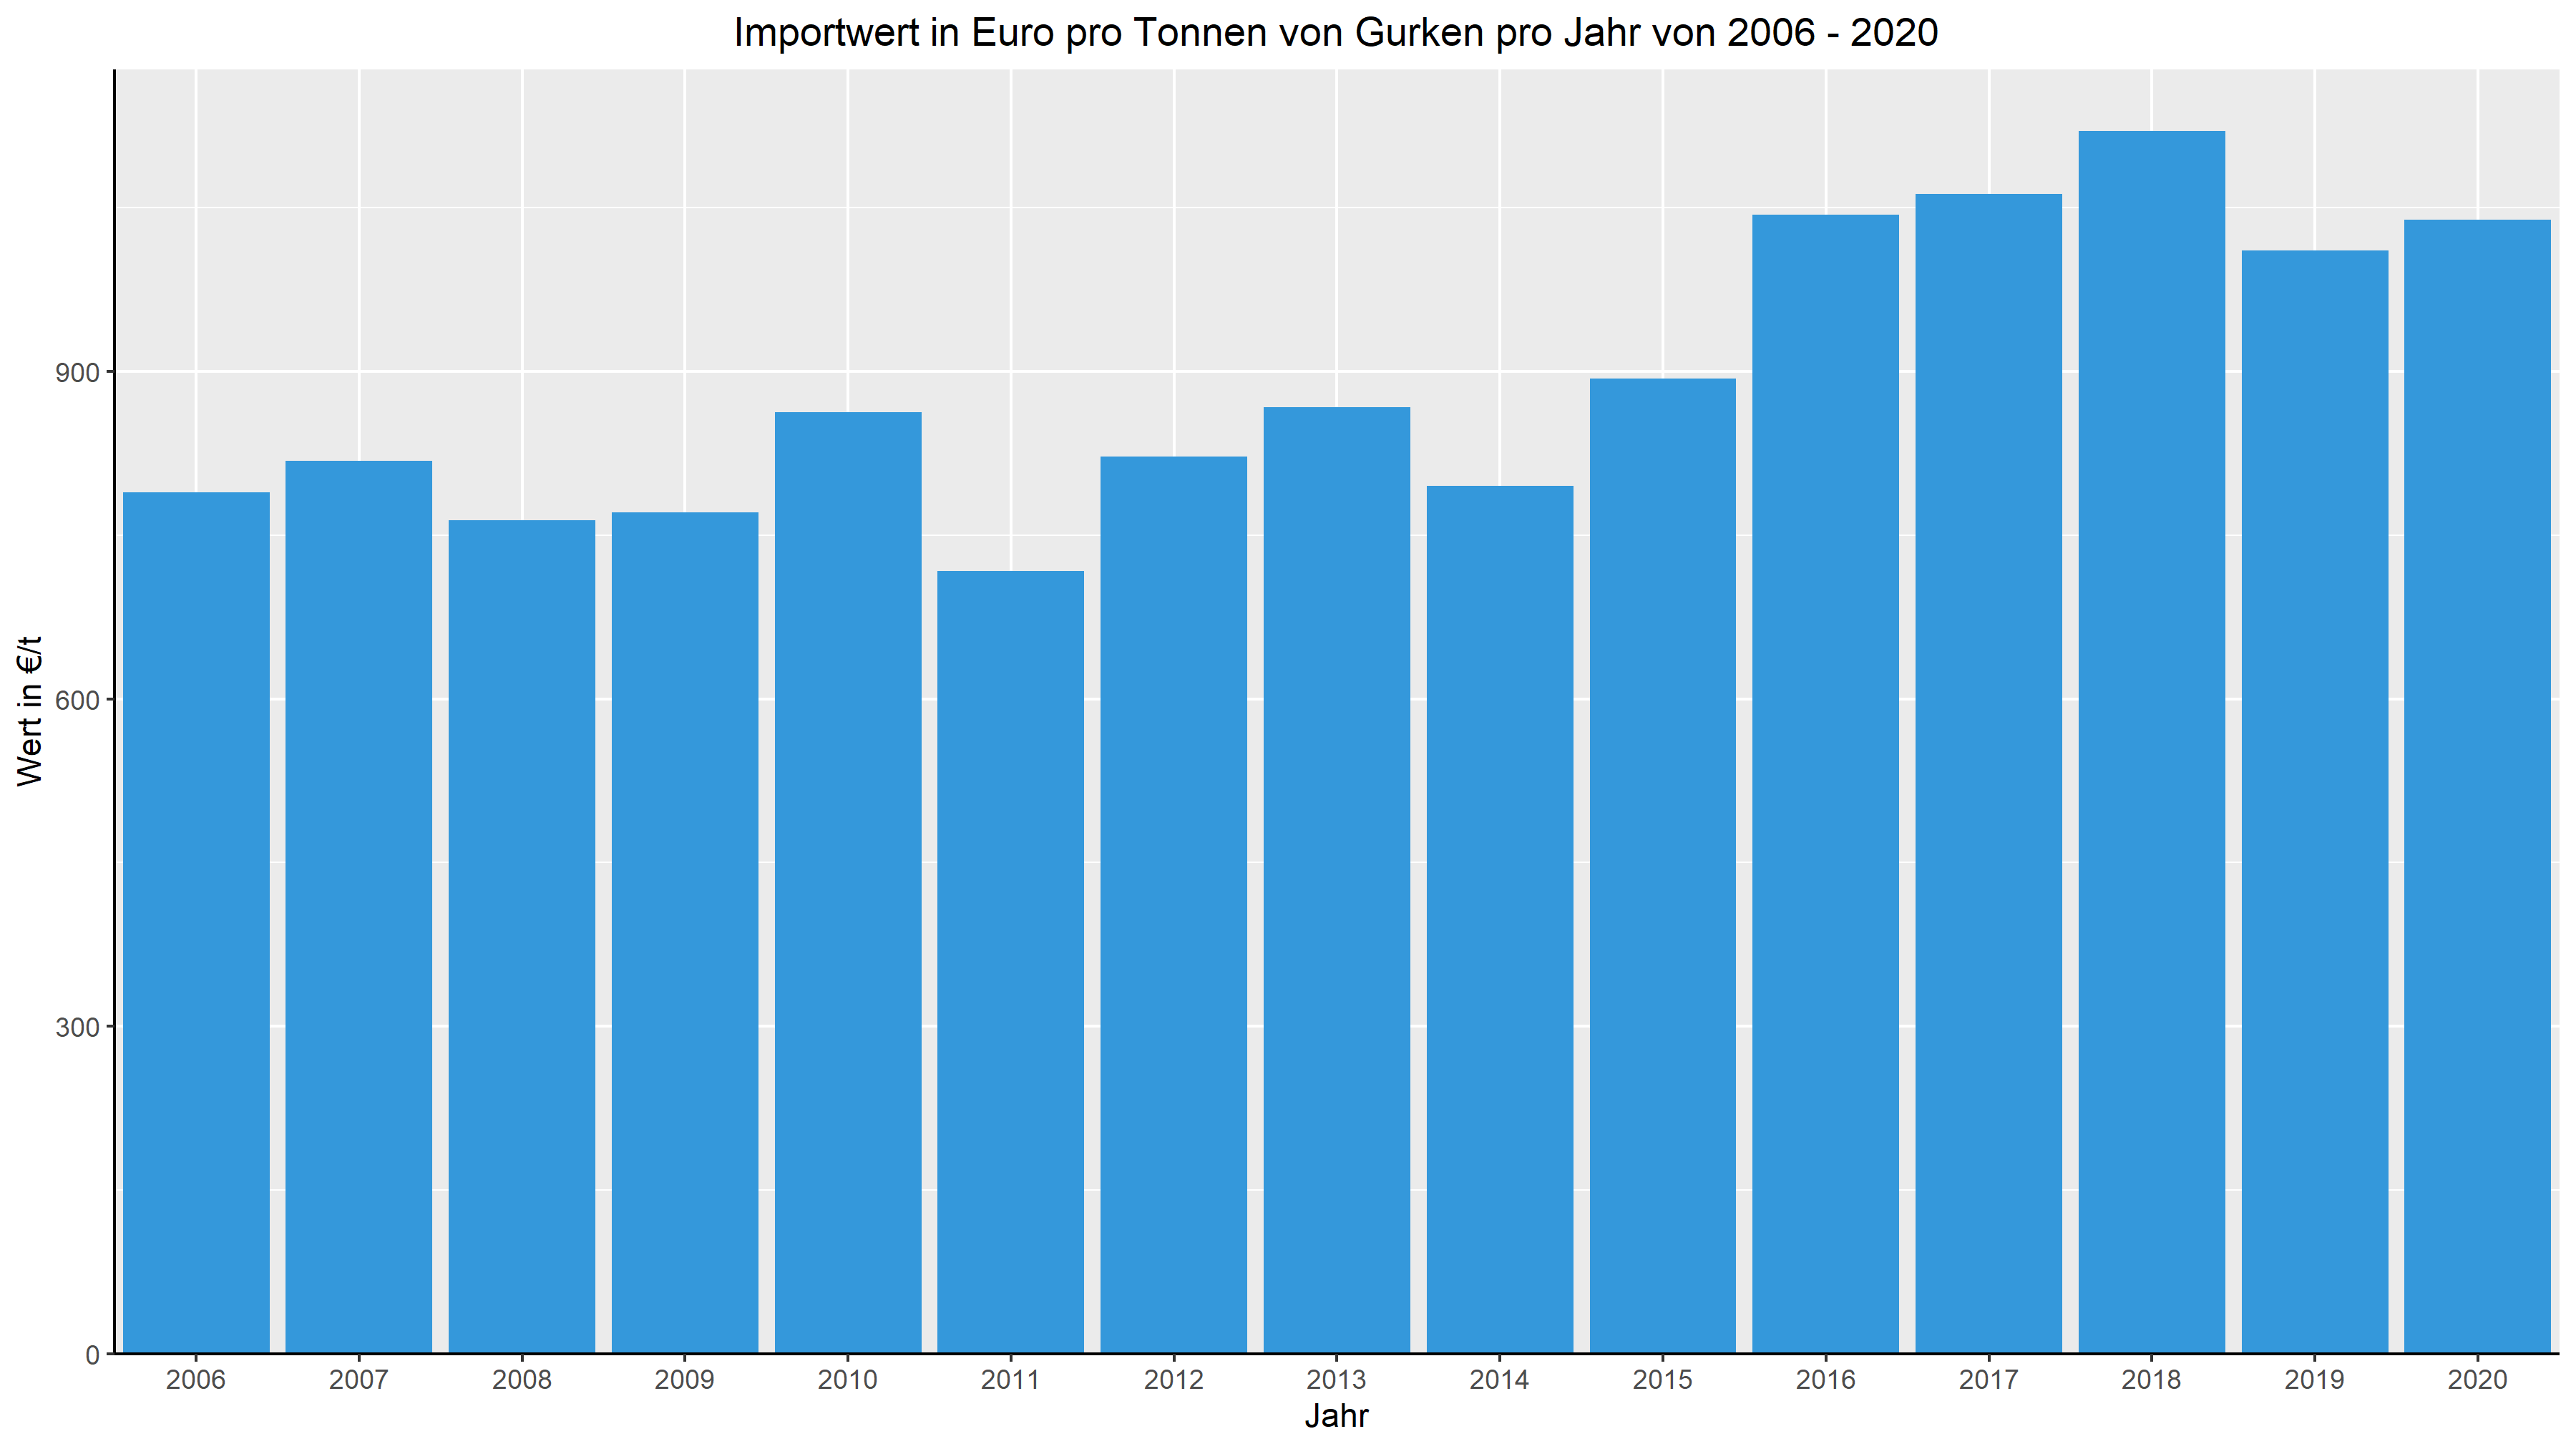 Importwert in Euro pro Tonnen von Gurken pro Jahr von 2006 - 2020
Wert in €/t
900
600
300
0
2006 2007 2008 2009 2010 2011 2012 2013 2014 2015 2016 2017 2018 2019 2020
Jahr